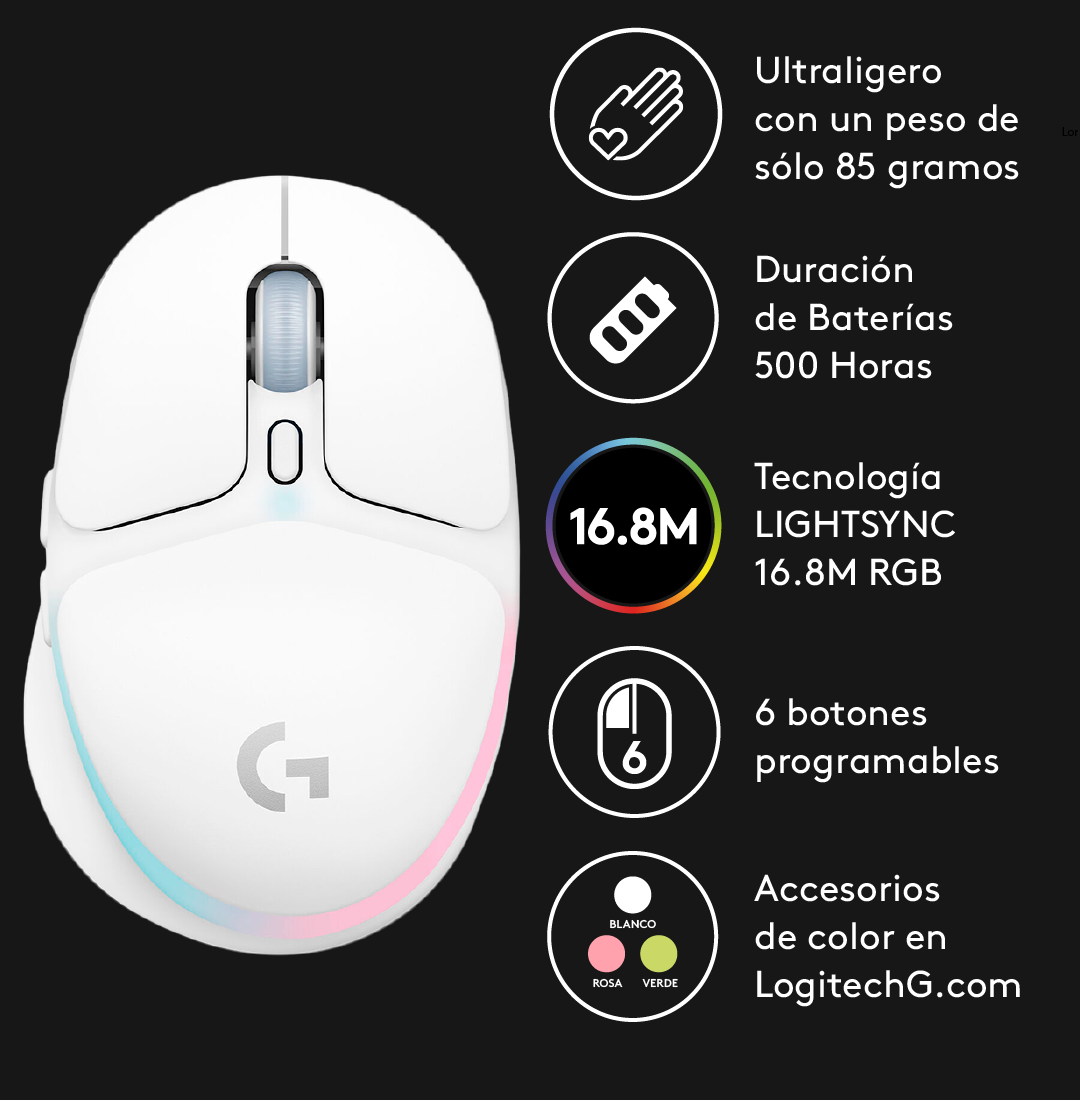 Ultraligero
con un peso de
sólo 85 gramos
Lor
Duración
de Baterías
500 Horas
16.8M
Tecnología
LIGHTSYNC
16.8M RGB
6
6 botones
programables
BLANCO
ROSA VERDE
Accesorios
de color en
LogitechG.com
G